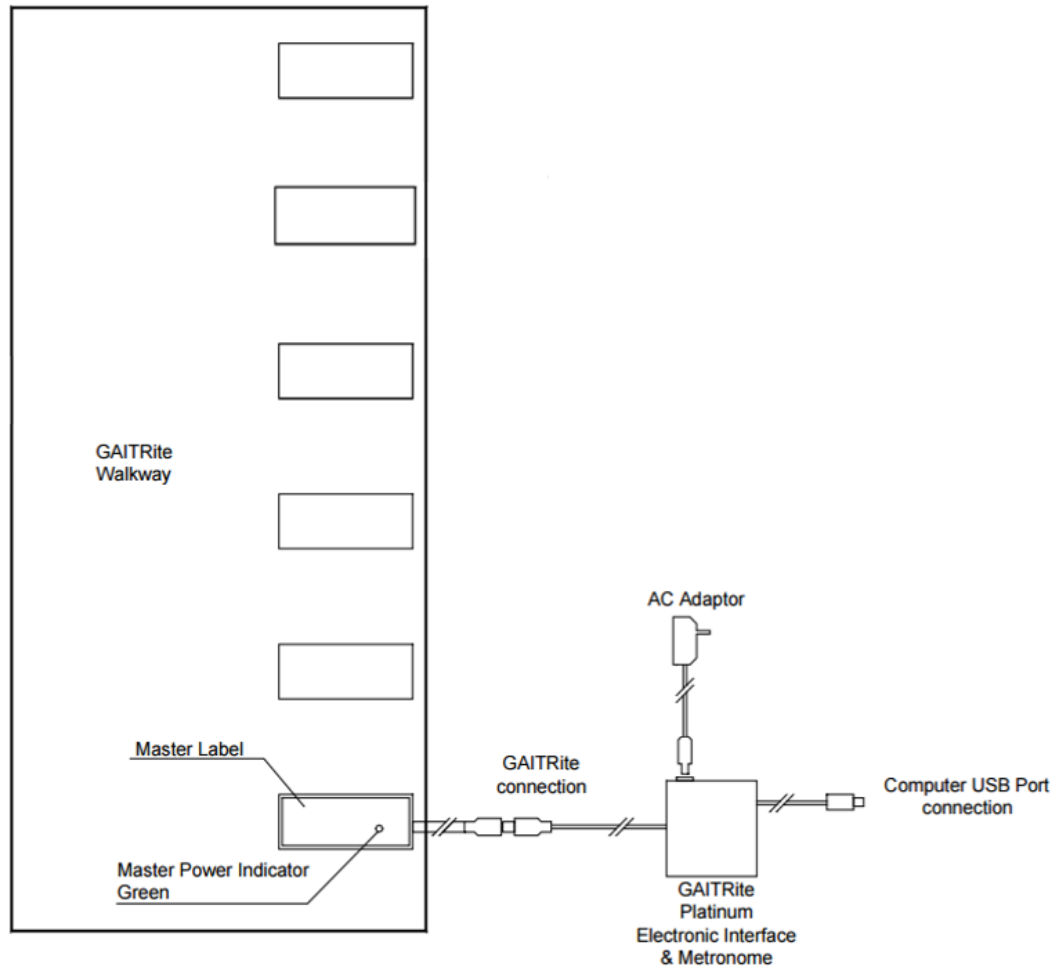 GAITRite
Walkway
AC Adaptor
Master Label
GAITRite
connection
Computer USB Port
connection
Master Power Indicator
Green
GAITRite
Platinum
Electronic Interface
& Metronome